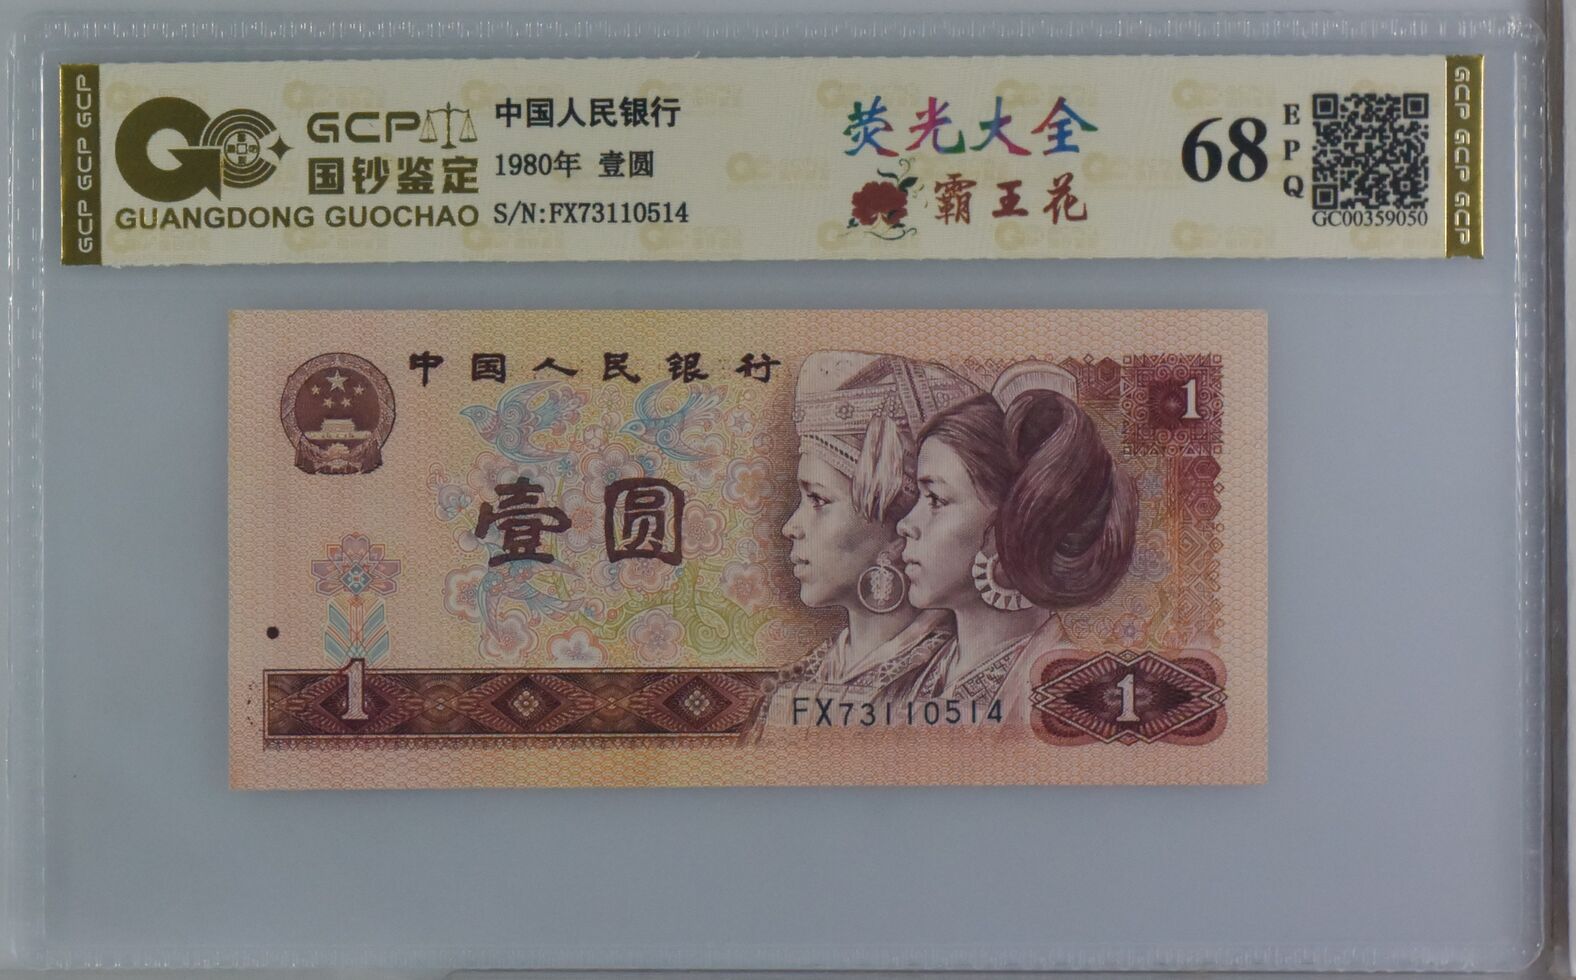 GCP GCP GCP
GCP
国钞鉴定
GUANGDONG GUOCHAO
中国人民银行
1980年 壹圆
S/N:FX73110514
荧光大全
霸王花
68
EPQ
GC00359050
GCP GCP GCP
中国人民银行
1
壹圆
1
FX73110514
1